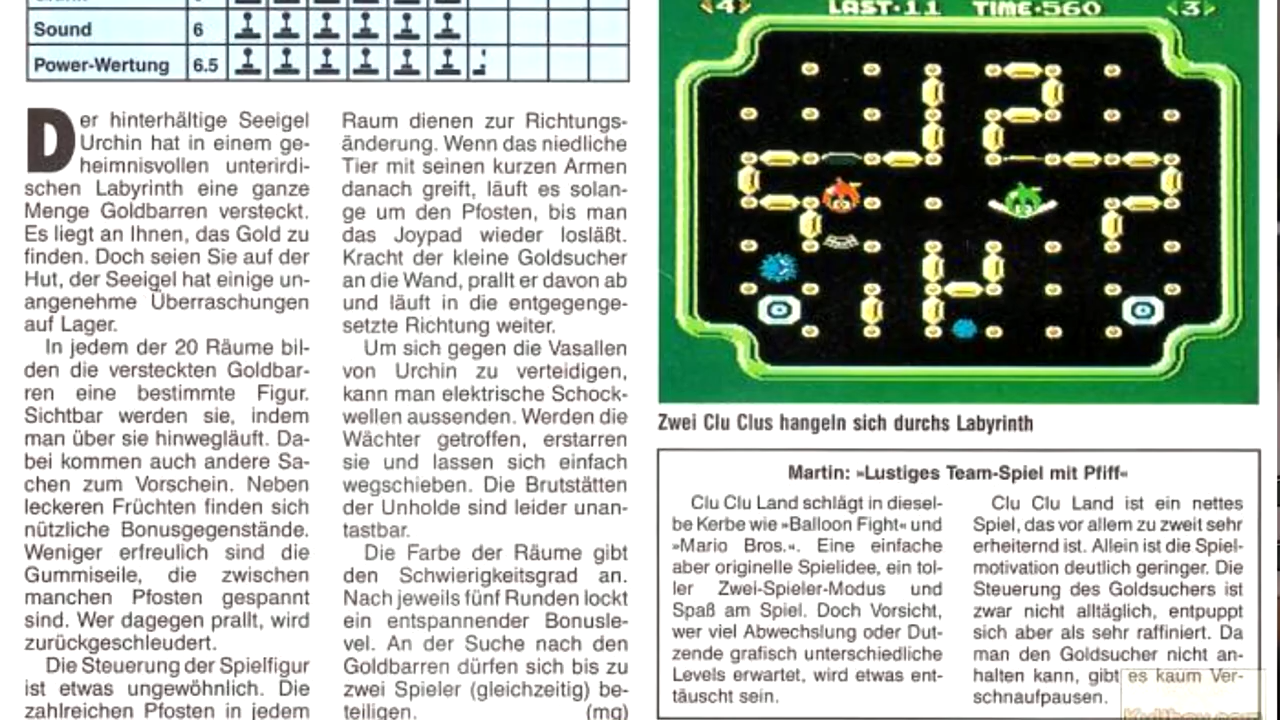 Sound 6
Power-Wertung 6.5
Der hinterhältige Seeigel
Urchin hat in einem ge-
heimnisvollen unterirdi-
schen Labyrinth eine ganze
Menge Goldbarren versteckt.
Es liegt an Ihnen, das Gold zu
finden. Doch seien Sie auf der
Hut, der Seeigel hat einige un-
angenehme Überraschungen
auf Lager.
In jedem der 20 Räume bil-
den die versteckten Goldbar-
ren eine bestimmte Figur.
Sichtbar werden sie, indem
man über sie hinwegläuft. Da-
bei kommen auch andere Sa-
chen zum Vorschein. Neben
leckeren Früchten finden sich
nützliche Bonusgegenstände.
Weniger erfreulich sind die
Gummiseile, die zwischen
manchen Pfosten gespannt
sind. Wer dagegen prallt, wird
zurückgeschleudert.
Die Steuerung der Spielfigur
ist etwas ungewöhnlich. Die
zahlreichen Pfosten in jedem
Raum dienen zur Richtungs-
änderung. Wenn das niedliche
Tier mit seinen kurzen Armen
danach greift, läuft es solan-
ge um den Pfosten, bis man
das Joypad wieder losläßt.
Kracht der kleine Goldsucher
an die Wand, prallt er davon ab
und läuft in die entgegenge-
setzte Richtung weiter.
Um sich gegen die Vasallen
von Urchin zu verteidigen,
kann man elektrische Schock-
wellen aussenden. Werden die
Wächter getroffen, erstarren
sie und lassen sich einfach
wegschieben. Die Brutstätten
der Unholde sind leider unan-
tastbar.
Die Farbe der Räume gibt
den Schwierigkeitsgrad an.
Nach jeweils fünf Runden lockt
ein entspannender Bonusle-
vel. An der Suche nach den
Goldbarren dürfen sich bis zu
zwei Spieler (gleichzeitig) be-
teiligen. (mg)
4 LAST·11 TIME·560 3
Zwei Clu Clus hangeln sich durchs Labyrinth
Martin: »Lustiges Team-Spiel mit Pfiff«
Clu Clu Land schlägt in diesel-
be Kerbe wie »Balloon Fight« und
»Mario Bros.«. Eine einfache
aber originelle Spielidee, ein tol-
ler Zwei-Spieler-Modus und
Spaß am Spiel. Doch Vorsicht,
wer viel Abwechslung oder Dut-
zende grafisch unterschiedliche
Levels erwartet, wird etwas ent-
täuscht sein.
Clu Clu Land ist ein nettes
Spiel, das vor allem zu zweit sehr
erheiternd ist. Allein ist die Spiel-
motivation deutlich geringer. Die
Steuerung des Goldsuchers ist
zwar nicht alltäglich, entpuppt
sich aber als sehr raffiniert. Da
man den Goldsucher nicht an-
halten kann, gibt es kaum Ver-
schnaufpausen.